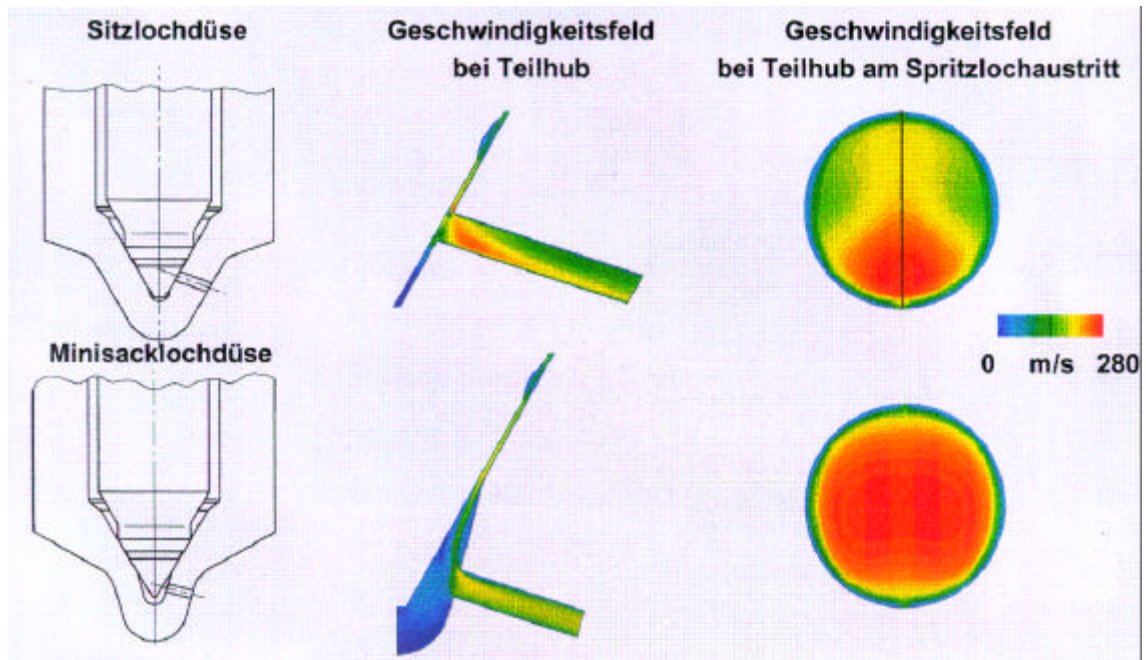 Sitzlochdüse
Geschwindigkeitsfeld
bei Teilhub
Geschwindigkeitsfeld
bei Teilhub am Spritzlochaustritt
0 m/s 280
Minisacklochdüse